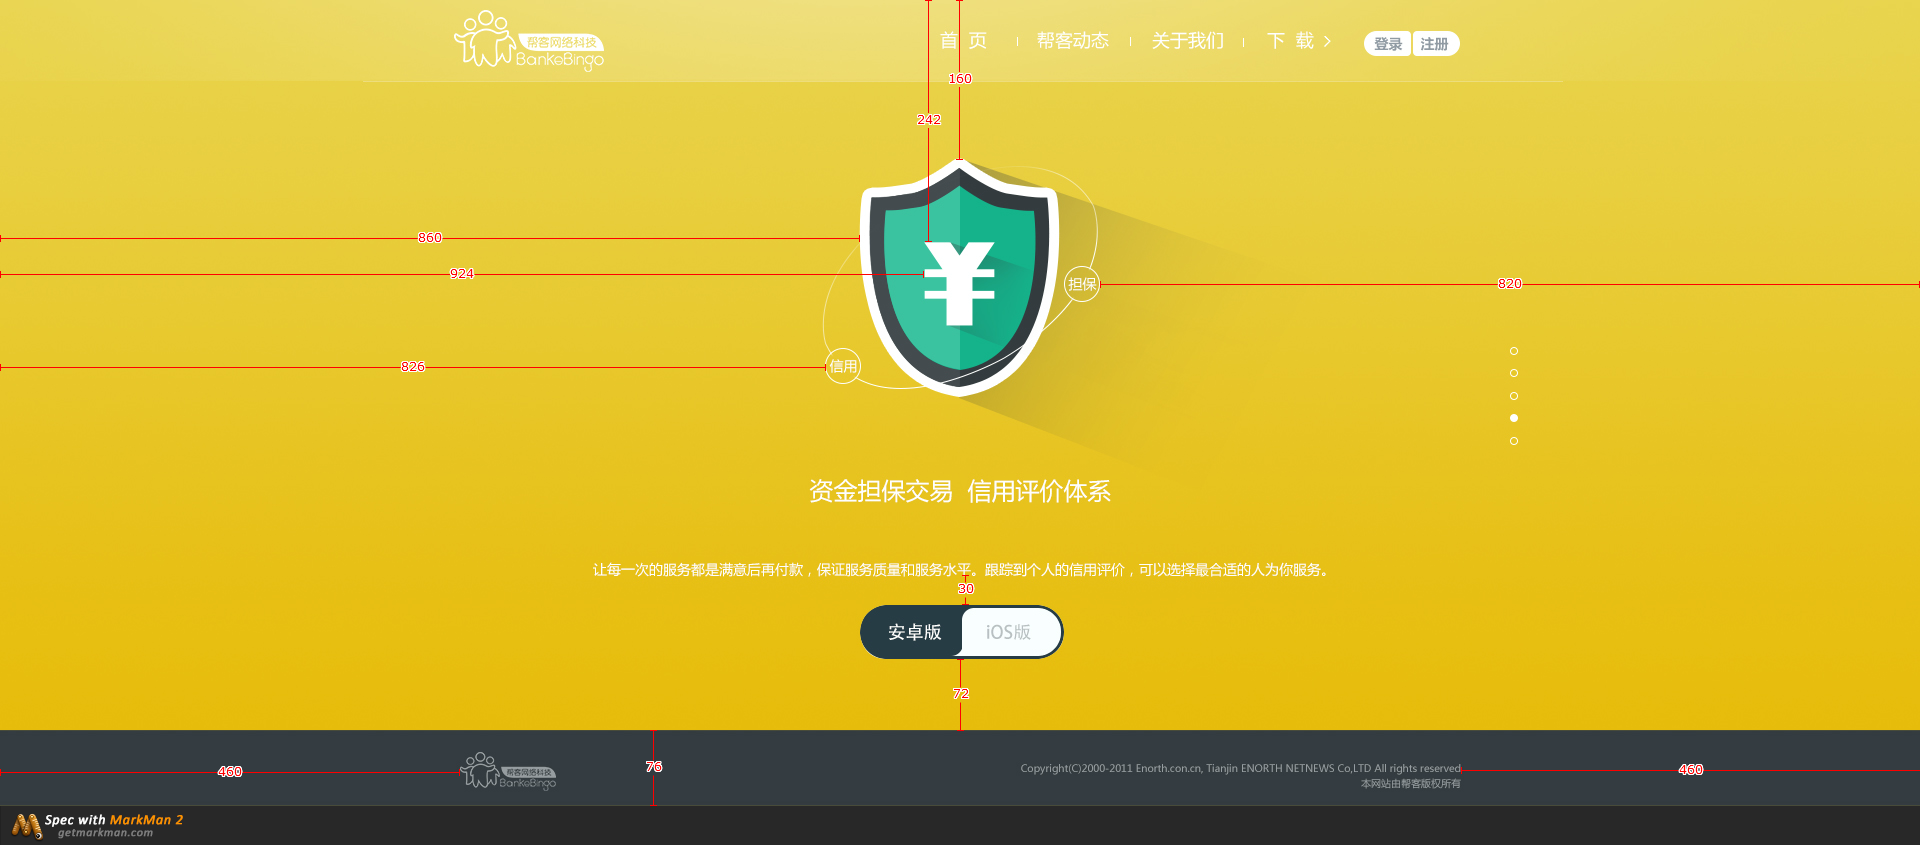 帮客网络科技
BankeBingo
首 页
帮客动态
关于我们
下 载
登录
注册
160
242
860
924
¥
担保
820
信用
826
资金担保交易 信用评价体系
让每一次的服务都是满意后再付款，保证服务质量和服务水平。跟踪到个人的信用评价，可以选择最合适的人为你服务。
30
安卓版
iOS版
72
460
帮客网络科技
BankeBingo
76
Copyright(C)2000-2011 Enorth.con.cn, Tianjin ENORTH NETNEWS Co,LTD All rights reserved
本网站由帮客版权所有
460
Spec with MarkMan 2
getmarkman.com